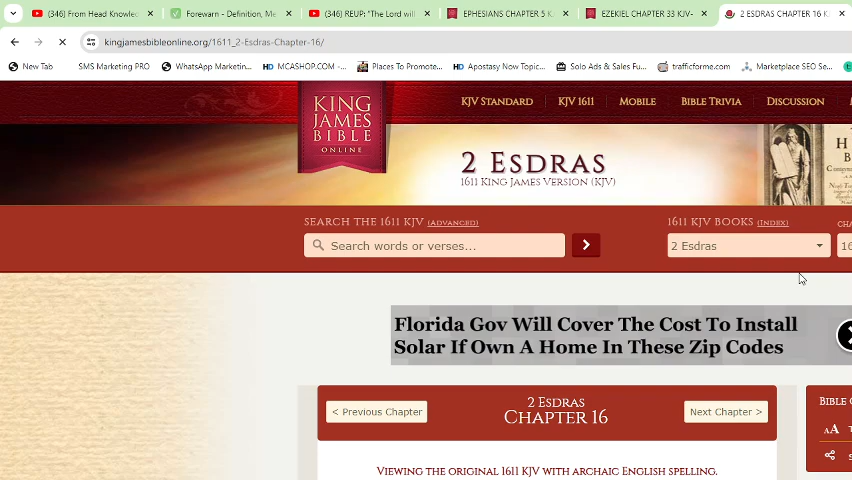 (346) From Head Knowle
Forewarn - Definition, Me
(346) REUP: "The Lord will
EPHESIANS CHAPTER 5 K
EZEKIEL CHAPTER 33 KJV-
2 ESDRAS CHAPTER 16 K
kingjamesbibleonline.org/1611_2-Esdras-Chapter-16/
New Tab
SMS Marketing PRO
WhatsApp Marketin...
HD MCASHOP.COM -
Places To Promote...
HD Apostasy Now Topic...
Solo Ads & Sales Fu...
trafficforme.com
Marketplace SEO Se...
KING
JAMES
BIBLE
ONLINE
KJV STANDARD
KJV 1611
MOBILE
BIBLE TRIVIA
DISCUSSION
2 ESDRAS
1611 KING JAMES VERSION (KJV)
SEARCH THE 1611 KJV (ADVANCED)
1611 KJV BOOKS (INDEX)
Search words or verses...
2 Esdras
16
Florida Gov Will Cover The Cost To Install
Solar If Own A Home In These Zip Codes
< Previous Chapter
2 ESDRAS
CHAPTER 16
Next Chapter >
BIBLE
AA
VIEWING THE ORIGINAL 1611 KJV WITH ARCHAIC ENGLISH SPELLING.